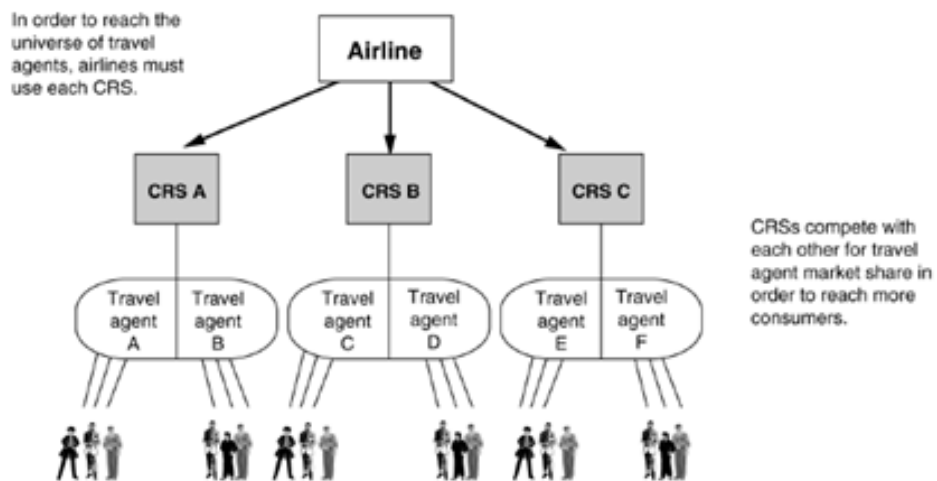 In order to reach the
universe of travel
agents, airlines must
use each CRS.
Airline
CRS A
CRS B
CRS C
CRSs compete with
each other for travel
agent market share in
order to reach more
consumers.
Travel
agent
A
Travel
agent
B
Travel
agent
C
Travel
agent
D
Travel
agent
E
Travel
agent
F